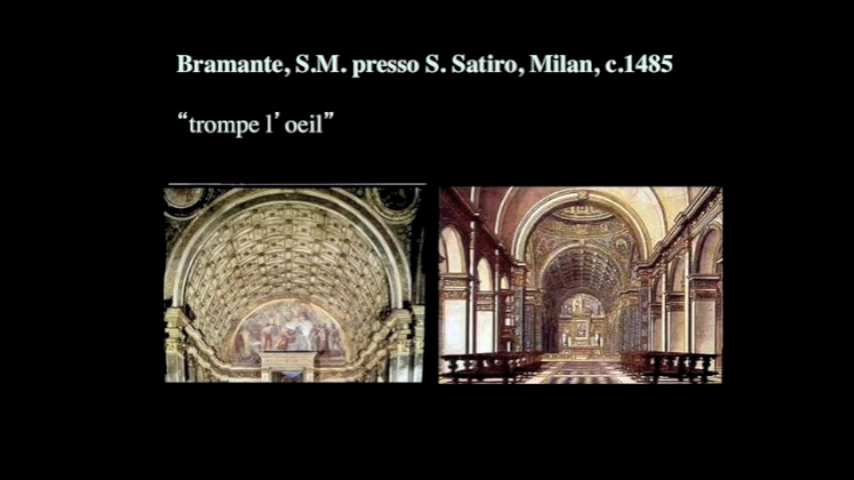 Bramante, S.M. presso S. Satiro, Milan, c.1485
“trompe l’oeil”